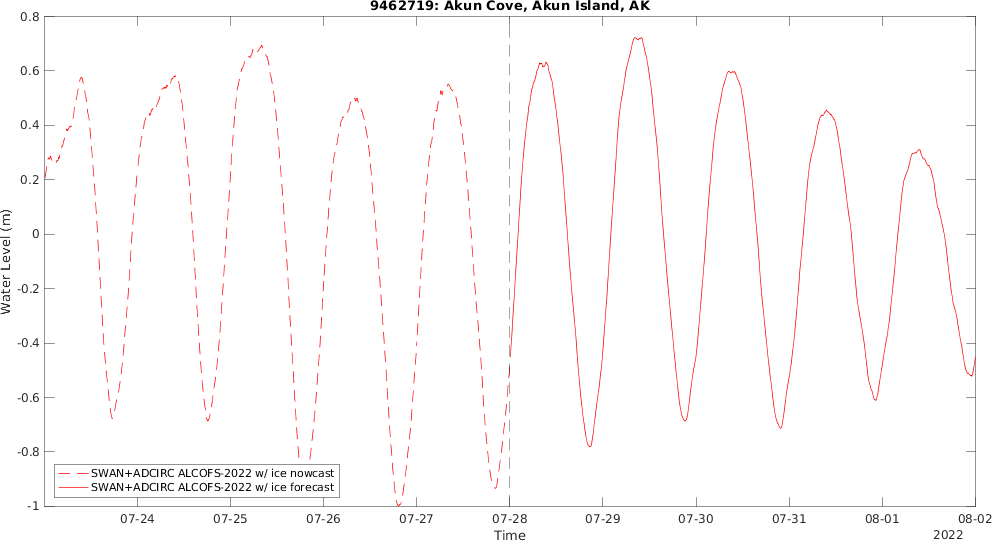 9462719: Akun Cove, Akun Island, AK
0.8
0.6
0.4
0.2
0
-0.2
-0.4
-0.6
-0.8
-1
Water Level (m)
SWAN+ADCIRC ALCOFS-2022 w/ ice nowcast
SWAN+ADCIRC ALCOFS-2022 w/ ice forecast
07-24 07-25 07-26 07-27 07-28 07-29 07-30 07-31 08-01 08-02
Time
2022